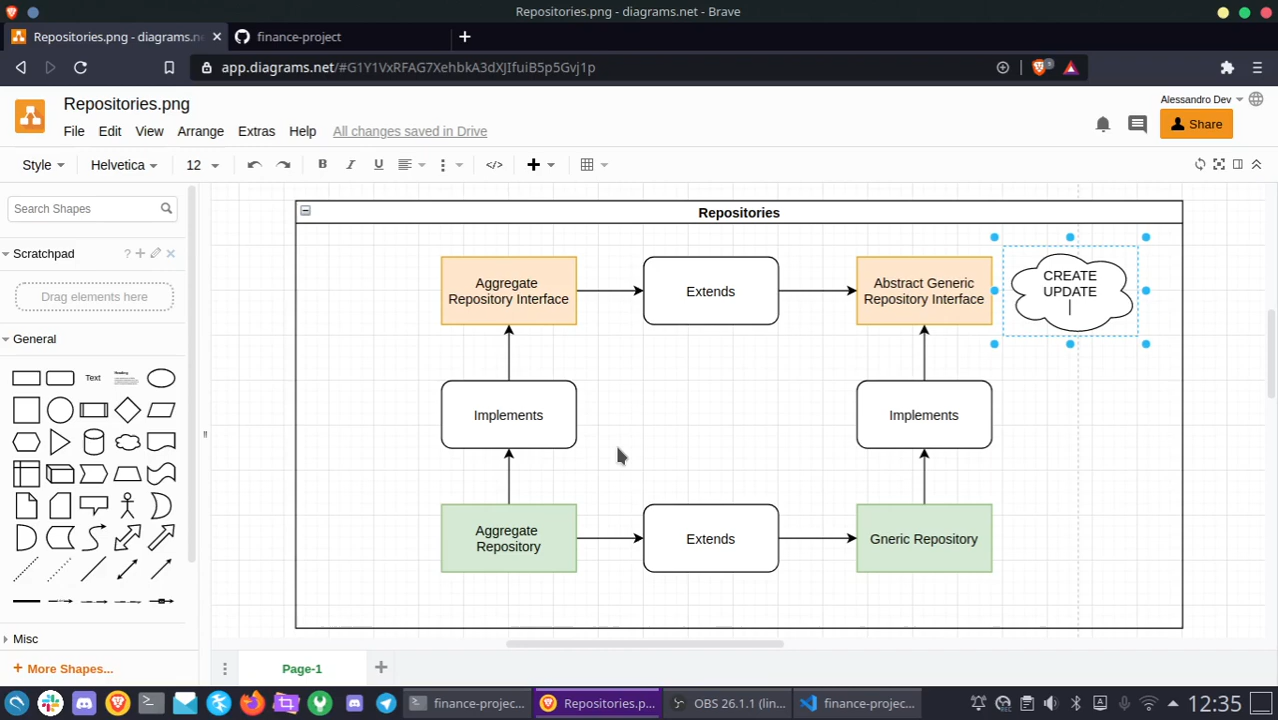 Repositories.png - diagrams.net - Brave
Repositories.png - diagrams.ne
finance-project
app.diagrams.net/#G1Y1VxRFAG7XehbkA3dXJIfuiB5p5Gvj1p
Repositories.png
Alessandro Dev
File Edit View Arrange Extras Help All changes saved in Drive
Share
Style Helvetica 12 B I U </>
Search Shapes
Scratchpad
Drag elements here
General
Text
Heading
Misc
More Shapes...
Repositories
Aggregate
Repository Interface
Extends
Abstract Generic
Repository Interface
CREATE
UPDATE
Implements
Implements
Aggregate
Repository
Extends
Gneric Repository
Page-1
finance-project...
Repositories.p...
OBS 26.1.1 (lin...
finance-projec...
12:35